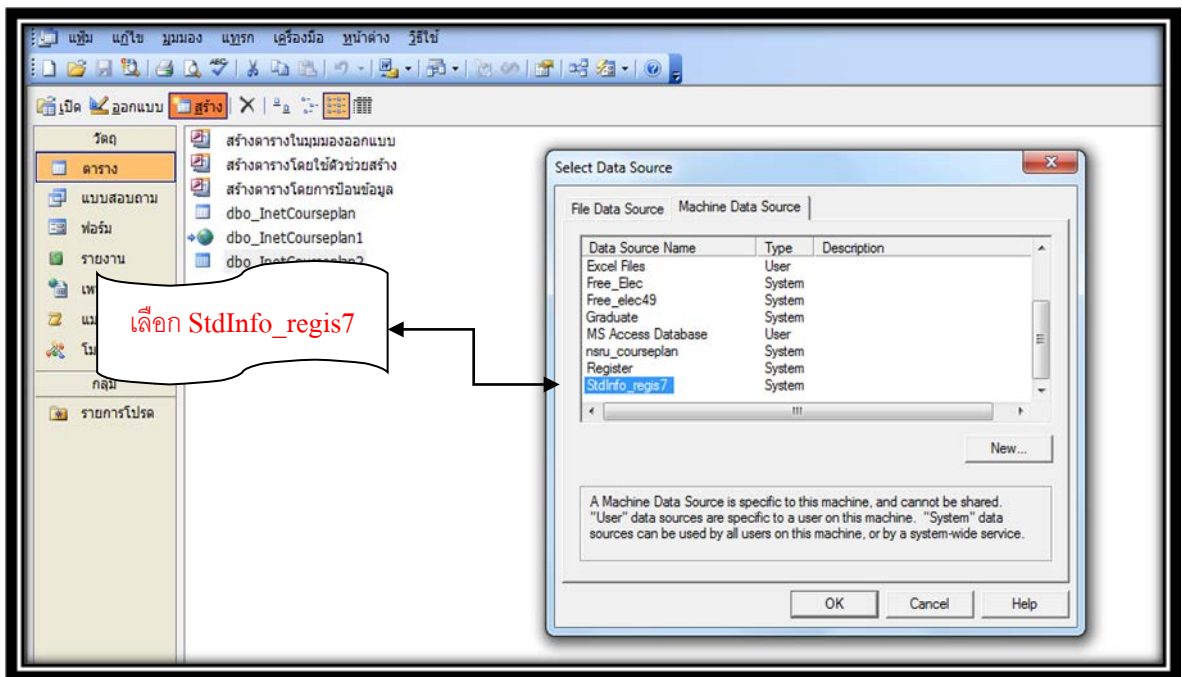 แฟ้ม แก้ไข มุมมอง แทรก เครื่องมือ หน้าต่าง วิธีใช้
เปิด ออกแบบ สร้าง
วัตถุ
ตาราง
แบบสอบถาม
ฟอร์ม
รายงาน
กลุ่ม
รายการโปรด
สร้างตารางในมุมมองออกแบบ
สร้างตารางโดยใช้ตัวช่วยสร้าง
สร้างตารางโดยการป้อนข้อมูล
dbo_InetCourseplan
dbo_InetCourseplan1
dbo_InetCourseplan2
เลือก StdInfo_regis7
Select Data Source
File Data Source Machine Data Source
Data Source Name Type Description
Excel Files User
Free_Elec System
Free_elec49 System
Graduate System
MS Access Database User
nsru_courseplan System
Register System
StdInfo_regis7 System
New...
A Machine Data Source is specific to this machine, and cannot be shared.
"User" data sources are specific to a user on this machine. "System" data
sources can be used by all users on this machine, or by a system-wide service.
OK Cancel Help